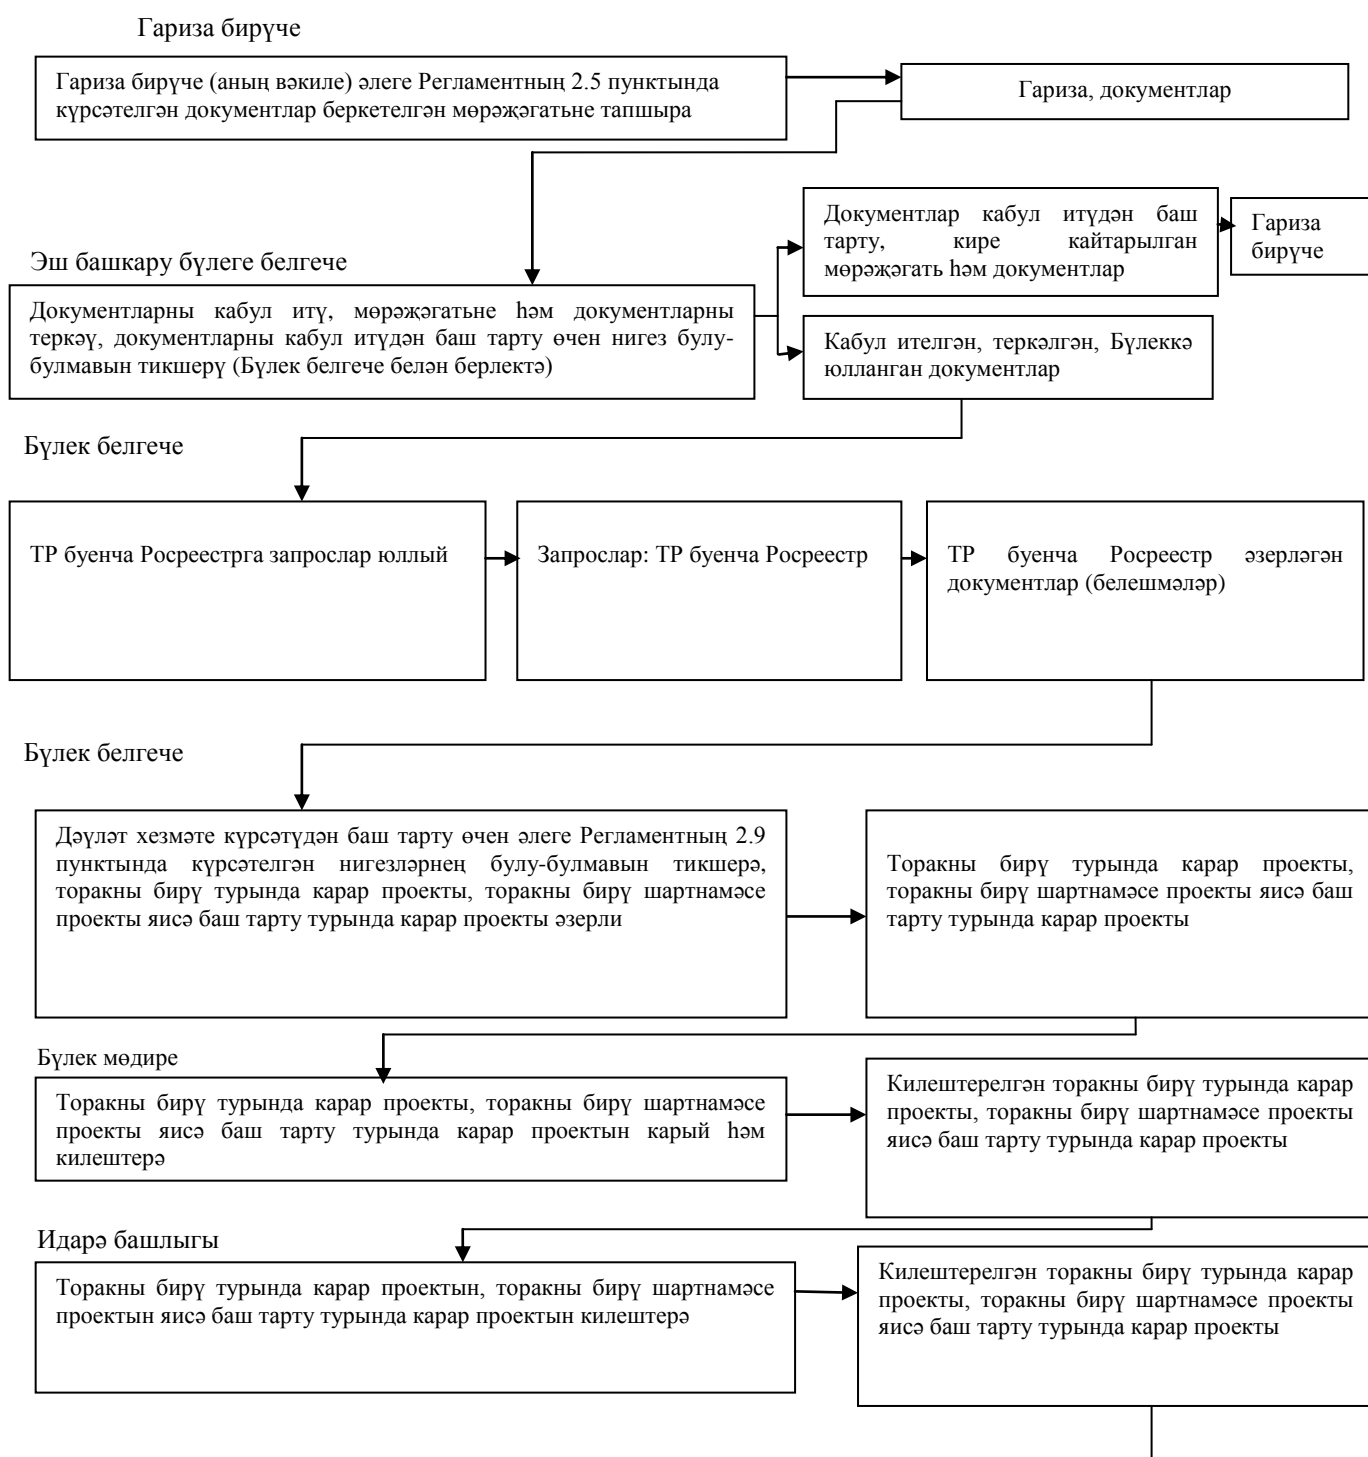 Гариза бирүче
Гариза бирүче (аның вәкиле) әлеге Регламентның 2.5 пунктында
күрсәтелгән документлар беркетелгән мөрәҗәгатьне тапшыра
Гариза, документлар
Документлар кабул итүдән баш
тарту, кире кайтарылган
мөрәҗәгать һәм документлар
Гариза
бирүче
Эш башкару бүлеге белгече
Документларны кабул итү, мөрәҗәгатьне һәм документларны
теркәү, документларны кабул итүдән баш тарту өчен нигез булу-
булмавын тикшерү (Бүлек белгече белән берлектә)
Кабул ителгән, теркәлгән, Бүлеккә
юлланган документлар
Бүлек белгече
ТР буенча Росреестрга запрослар юллый
Запрослар: ТР буенча Росреестр
ТР буенча Росреестр әзерләгән
документлар (белешмәләр)
Бүлек белгече
Дәүләт хезмәте күрсәтүдән баш тарту өчен әлеге Регламентның 2.9
пунктында күрсәтелгән нигезләрнең булу-булмавын тикшерә,
торакны бирү турында карар проекты, торакны бирү шартнамәсе
проекты яисә баш тарту турында карар проекты әзерли
Торакны бирү турында карар проекты,
торакны бирү шартнамәсе проекты яисә баш
тарту турында карар проекты
Бүлек мөдире
Торакны бирү турында карар проекты, торакны бирү шартнамәсе
проекты яисә баш тарту турында карар проектын карый һәм
килештерә
Килештерелгән торакны бирү турында карар
проекты, торакны бирү шартнамәсе проекты
яисә баш тарту турында карар проекты
Идарә башлыгы
Торакны бирү турында карар проектын, торакны бирү шартнамәсе
проектын яисә баш тарту турында карар проектын килештерә
Килештерелгән торакны бирү турында карар
проекты, торакны бирү шартнамәсе проекты
яисә баш тарту турында карар проекты